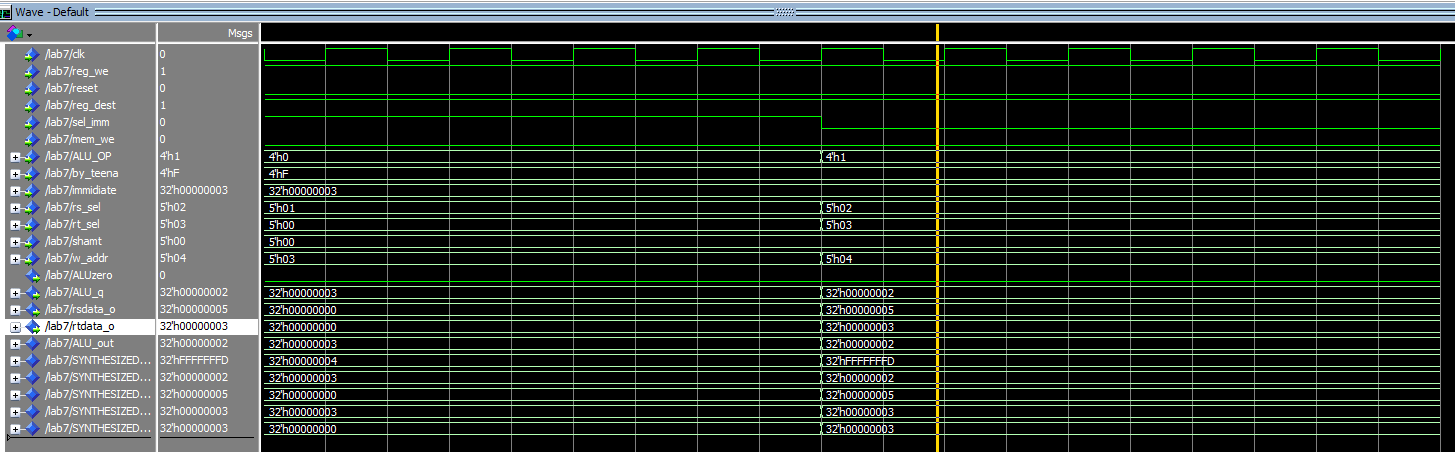 Wave - Default
Msgs
/lab7/clk 0
/lab7/reg_we 1
/lab7/reset 0
/lab7/reg_dest 1
/lab7/sel_imm 0
/lab7/mem_we 0
/lab7/ALU_OP 4'h1 4'h0 4'h1
/lab7/by_teena 4'hF 4'hF
/lab7/immidiate 32'h00000003 32'h00000003
/lab7/rs_sel 5'h02 5'h01 5'h02
/lab7/rt_sel 5'h03 5'h00 5'h03
/lab7/shamt 5'h00 5'h00
/lab7/w_addr 5'h04 5'h03 5'h04
/lab7/ALUzero 0
/lab7/ALU_q 32'h00000002 32'h00000003 32'h00000002
/lab7/rsdata_o 32'h00000005 32'h00000000 32'h00000005
/lab7/rtdata_o 32'h00000003 32'h00000000 32'h00000003
/lab7/ALU_out 32'h00000002 32'h00000003 32'h00000002
/lab7/SYNTHESIZED... 32'hFFFFFFFD 32'h00000004 32'hFFFFFFFD
/lab7/SYNTHESIZED... 32'h00000002 32'h00000003 32'h00000002
/lab7/SYNTHESIZED... 32'h00000005 32'h00000000 32'h00000005
/lab7/SYNTHESIZED... 32'h00000003 32'h00000003 32'h00000003
/lab7/SYNTHESIZED... 32'h00000003 32'h00000000 32'h00000003